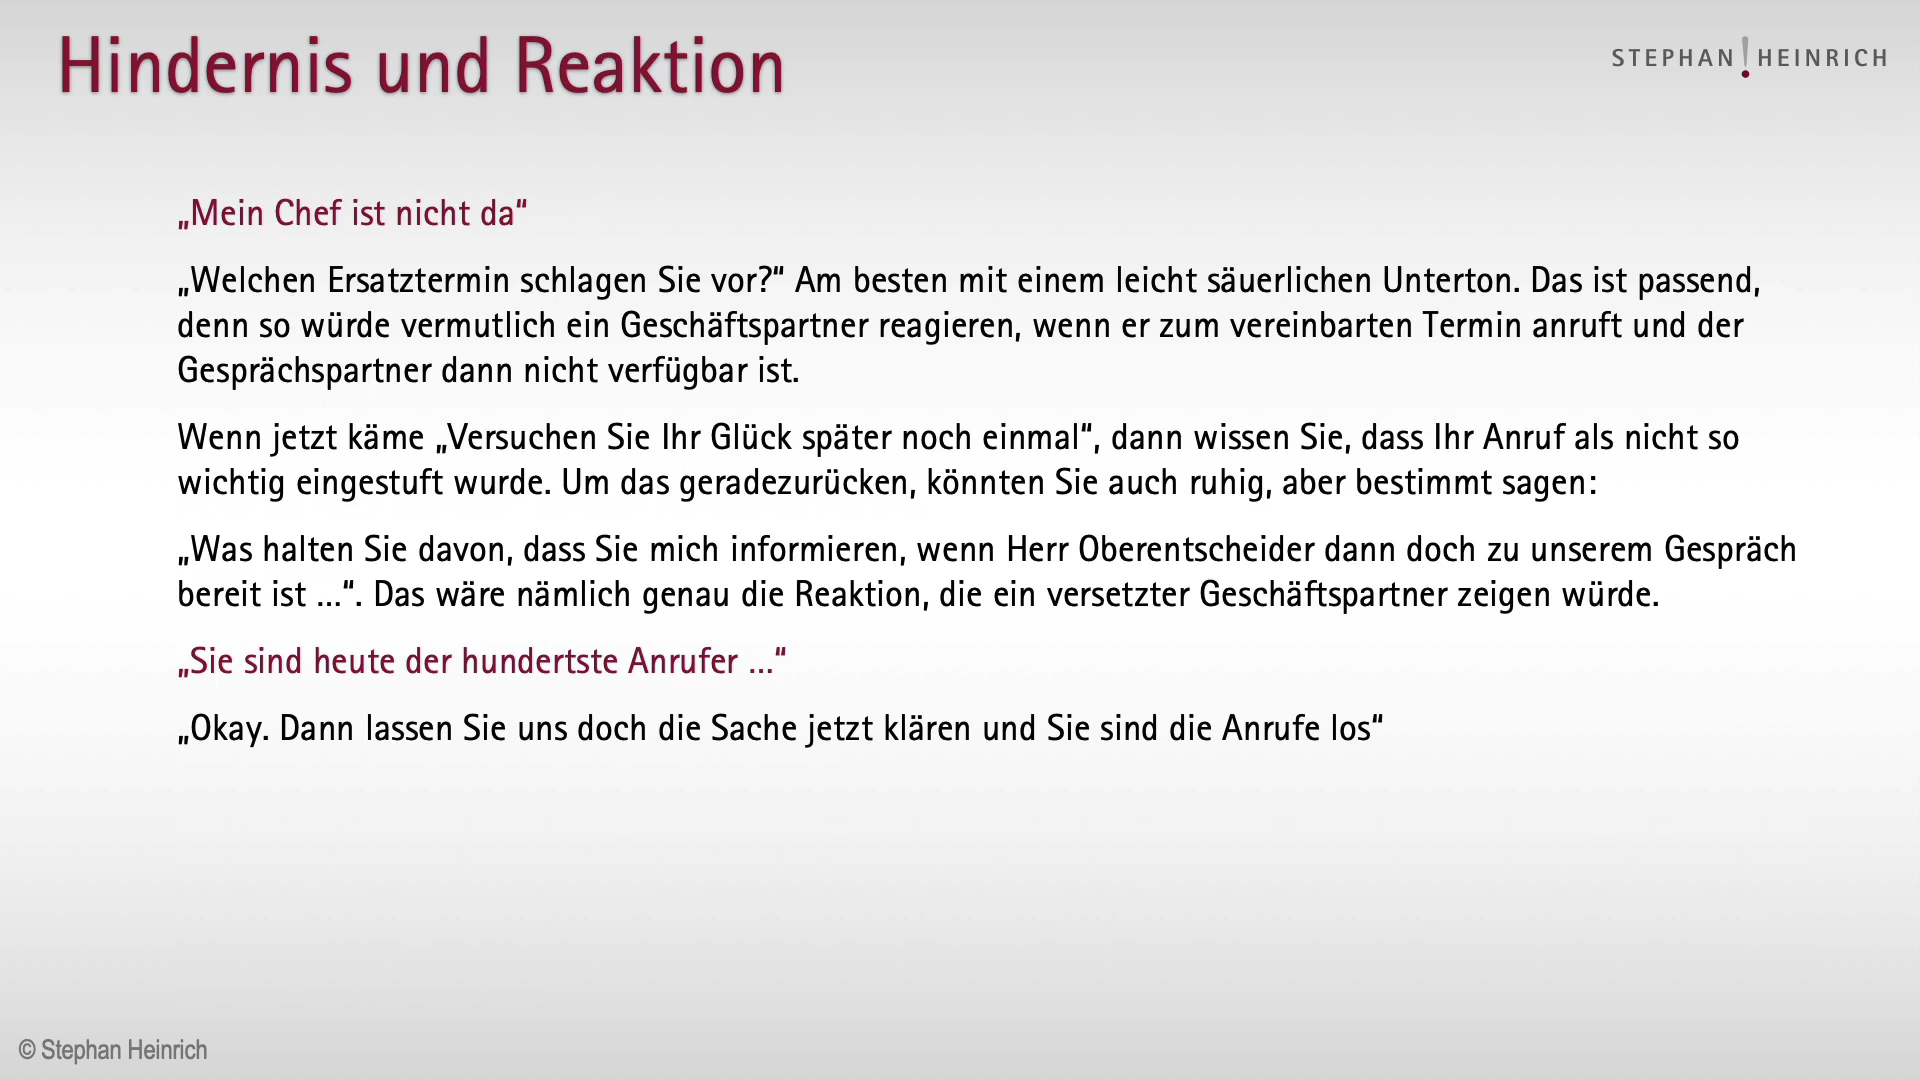 Hindernis und Reaktion
STEPHAN HEINRICH
„Mein Chef ist nicht da“
„Welchen Ersatztermin schlagen Sie vor?“ Am besten mit einem leicht säuerlichen Unterton. Das ist passend,
denn so würde vermutlich ein Geschäftspartner reagieren, wenn er zum vereinbarten Termin anruft und der
Gesprächspartner dann nicht verfügbar ist.
Wenn jetzt käme „Versuchen Sie Ihr Glück später noch einmal“, dann wissen Sie, dass Ihr Anruf als nicht so
wichtig eingestuft wurde. Um das geradezurücken, könnten Sie auch ruhig, aber bestimmt sagen:
„Was halten Sie davon, dass Sie mich informieren, wenn Herr Oberentscheider dann doch zu unserem Gespräch
bereit ist ...“. Das wäre nämlich genau die Reaktion, die ein versetzter Geschäftspartner zeigen würde.
„Sie sind heute der hundertste Anrufer ...“
„Okay. Dann lassen Sie uns doch die Sache jetzt klären und Sie sind die Anrufe los“
© Stephan Heinrich